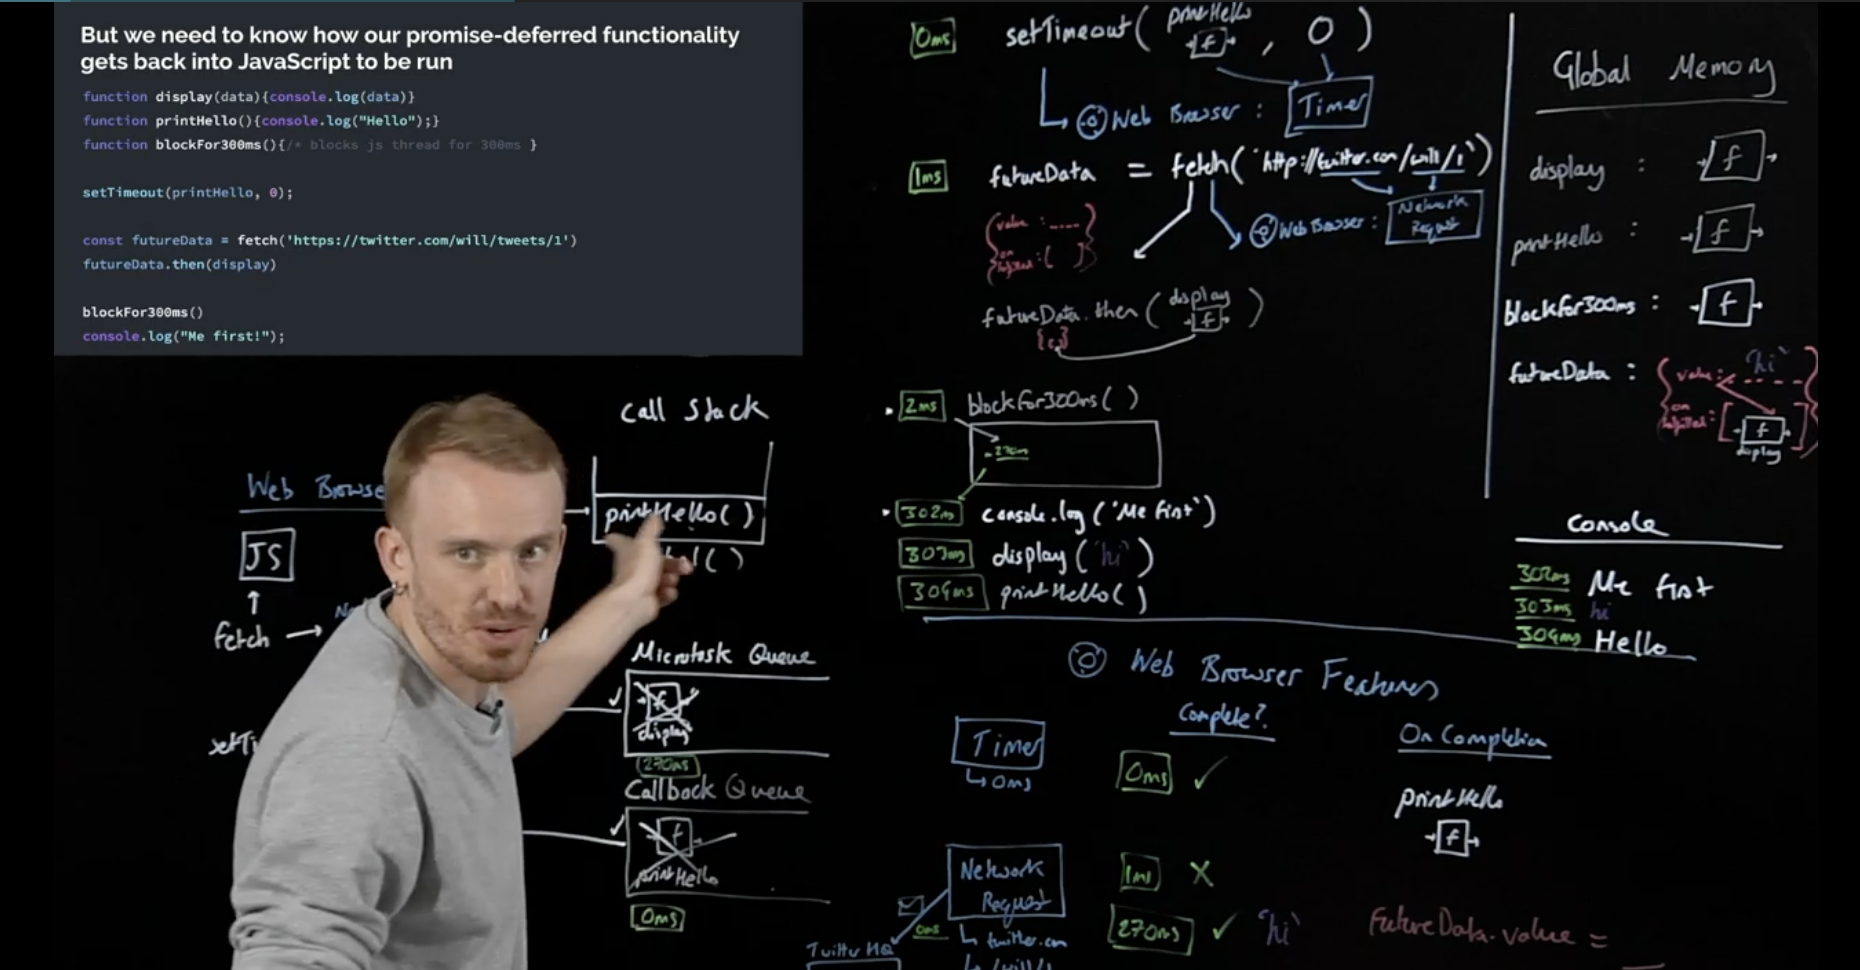 But we need to know how our promise-deferred functionality
gets back into JavaScript to be run
function display(data){console.log(data)}
function printHello(){console.log("Hello");}
function blockFor300ms(){/* blocks js thread for 300ms }
setTimeout(printHello, 0);
const futureData = fetch('https://twitter.com/will/tweets/1')
futureData.then(display)
blockFor300ms()
console.log("Me first!");
0ms setTimeout( printHello f , 0 )
Web Browser : Timer
1ms futureData = fetch('http://twitter.com/will/1')
Web Browser : Network
Request
{value : .....
on
: [ ] }
futureData.then( display f )
2ms blockFor300ms( )
270ms
302ms console.log('Me first')
303ms display('hi')
304ms printHello( )
Global Memory
display : f
printHello : f
blockfor300ms : f
futureData : {value : 'hi'
on
: [ f ] }
display
Console
302ms Me first
303ms hi
304ms Hello
Call Stack
printHello( )
( )
Web Browse
JS
fetch
setTi
Microtask Queue
f
display
270ms
Callback Queue
f
printHello
0ms
Web Browser Features
Complete?
On Completion
Timer
0ms
0ms ✓
printHello
f
Network
Request
1ms X
0ms
twitter.com
270ms ✓ 'hi'
futureData.value =
Twitter HQ
/will/1